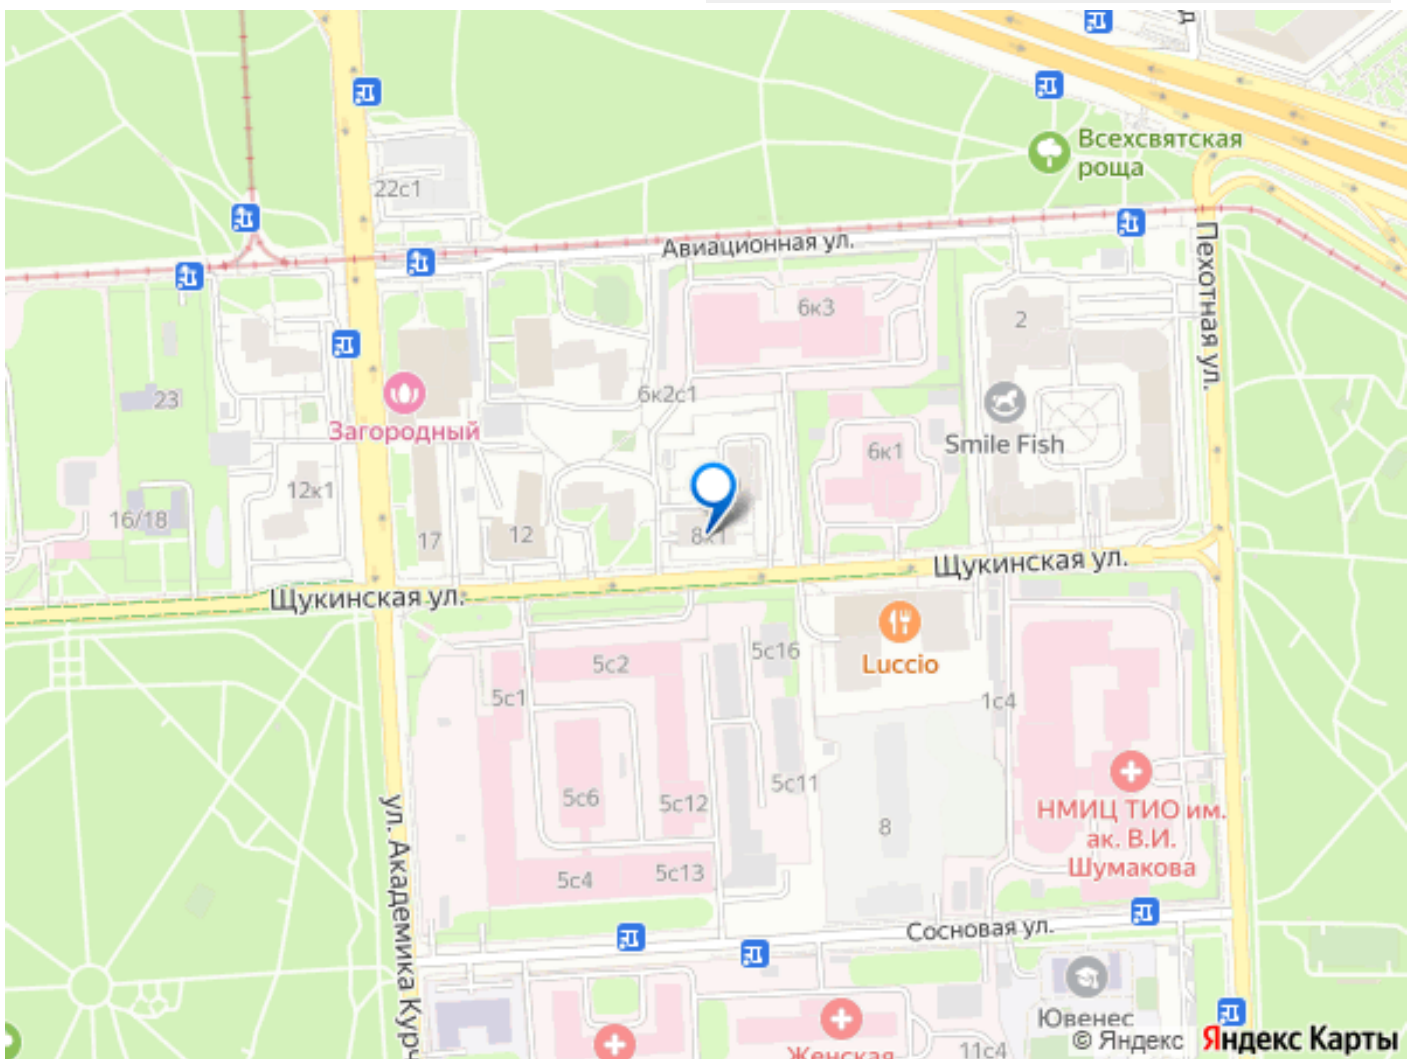 Всехсвятская
роща
22с1
Авиационная ул.
Пехотная ул.
6к3
2
23
6к2с1
Загородный
Smile Fish
6к1
12к1
16/18
17
12
8к1
Щукинская ул.
Щукинская ул.
Luccio
5с2
5с16
5с1
1с4
5с6
5с12
5с11
8
НМИЦ ТИО им.
ак. В.И.
Шумакова
5с4
5с13
ул. Академика Курч
Сосновая ул.
Ювенес
Женская
11с4
© Яндекс Яндекс Карты